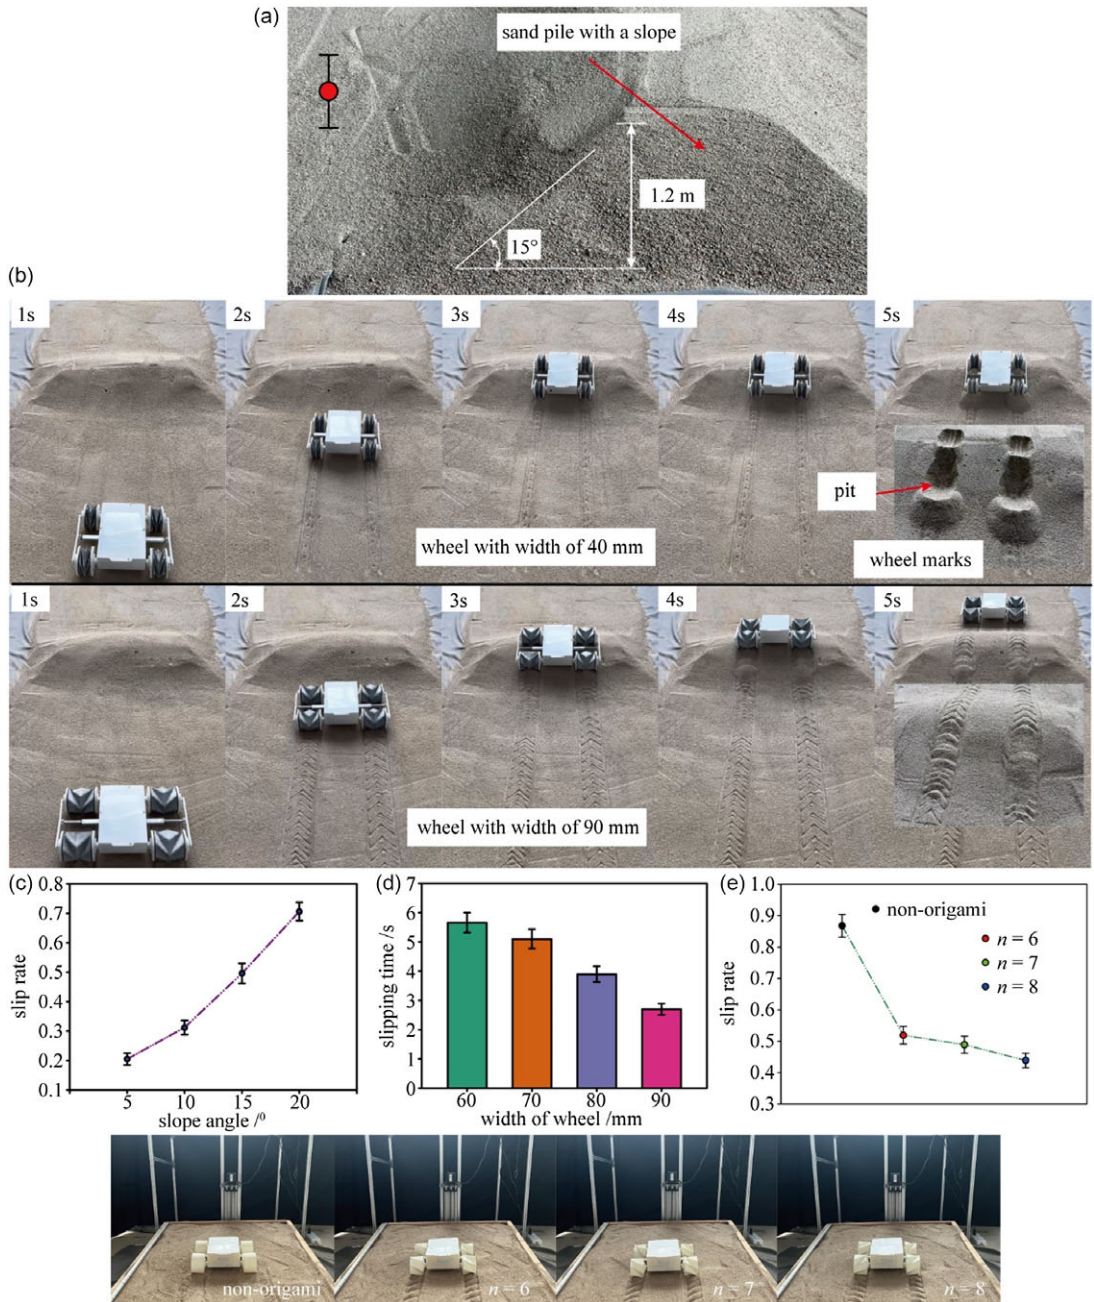 (a)
sand pile with a slope
1.2 m
15°
(b)
1s
2s
3s
4s
5s
pit
wheel with width of 40 mm
wheel marks
1s
2s
3s
4s
5s
wheel with width of 90 mm
(c)
slip rate
0.8
0.7
0.6
0.5
0.4
0.3
0.2
0.1
5
10
15
20
slope angle /⁰
(d)
slipping time /s
7
6
5
4
3
2
1
0
60
70
80
90
width of wheel /mm
(e)
slip rate
1.0
0.9
0.8
0.7
0.6
0.5
0.4
0.3
non-origami
n = 6
n = 7
n = 8
non-origami
n = 6
n = 7
n = 8